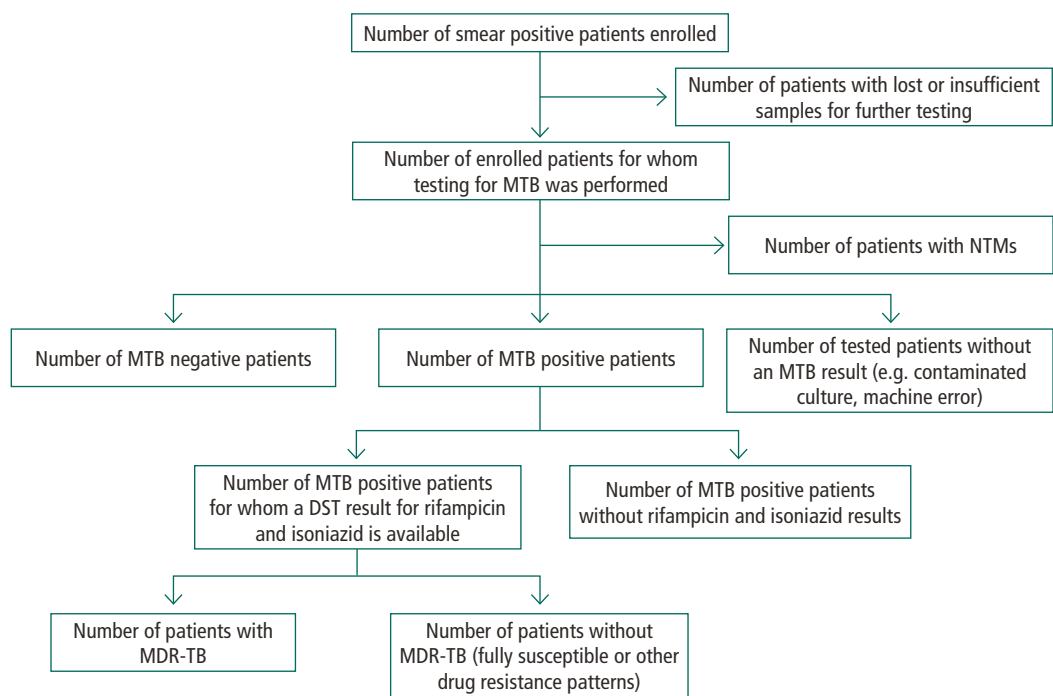 Number of smear positive patients enrolled
Number of patients with lost or insufficient
samples for further testing
Number of enrolled patients for whom
testing for MTB was performed
Number of patients with NTMs
Number of MTB negative patients
Number of MTB positive patients
Number of tested patients without
an MTB result (e.g. contaminated
culture, machine error)
Number of MTB positive patients
for whom a DST result for rifampicin
and isoniazid is available
Number of MTB positive patients
without rifampicin and isoniazid results
Number of patients with
MDR-TB
Number of patients without
MDR-TB (fully susceptible or other
drug resistance patterns)